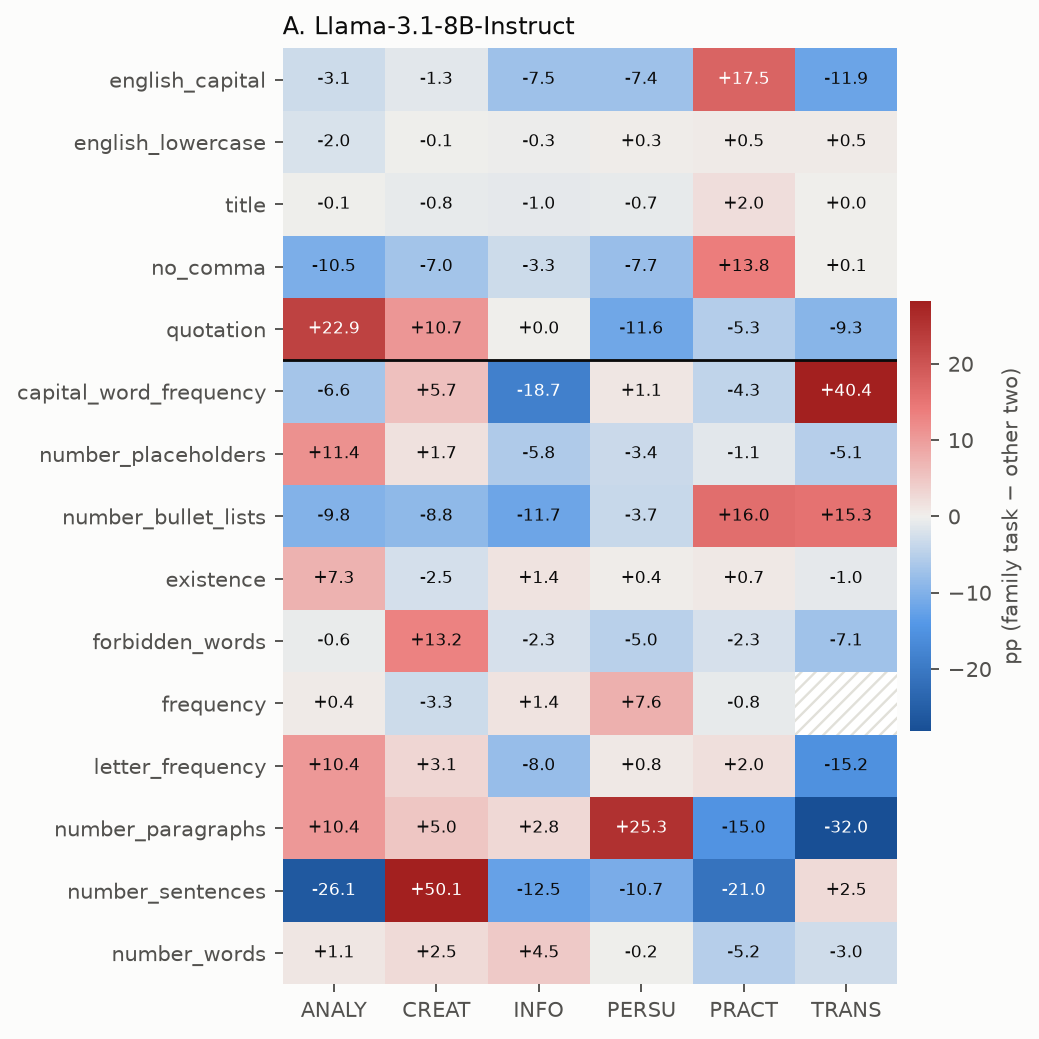 A. Llama-3.1-8B-Instruct
english_capital -3.1 -1.3 -7.5 -7.4 +17.5 -11.9
english_lowercase -2.0 -0.1 -0.3 +0.3 +0.5 +0.5
title -0.1 -0.8 -1.0 -0.7 +2.0 +0.0
no_comma -10.5 -7.0 -3.3 -7.7 +13.8 +0.1
quotation +22.9 +10.7 +0.0 -11.6 -5.3 -9.3
capital_word_frequency -6.6 +5.7 -18.7 +1.1 -4.3 +40.4
number_placeholders +11.4 +1.7 -5.8 -3.4 -1.1 -5.1
number_bullet_lists -9.8 -8.8 -11.7 -3.7 +16.0 +15.3
existence +7.3 -2.5 +1.4 +0.4 +0.7 -1.0
forbidden_words -0.6 +13.2 -2.3 -5.0 -2.3 -7.1
frequency +0.4 -3.3 +1.4 +7.6 -0.8
letter_frequency +10.4 +3.1 -8.0 +0.8 +2.0 -15.2
number_paragraphs +10.4 +5.0 +2.8 +25.3 -15.0 -32.0
number_sentences -26.1 +50.1 -12.5 -10.7 -21.0 +2.5
number_words +1.1 +2.5 +4.5 -0.2 -5.2 -3.0
ANALY CREAT INFO PERSU PRACT TRANS
20
10
0
−10
−20
pp (family task − other two)